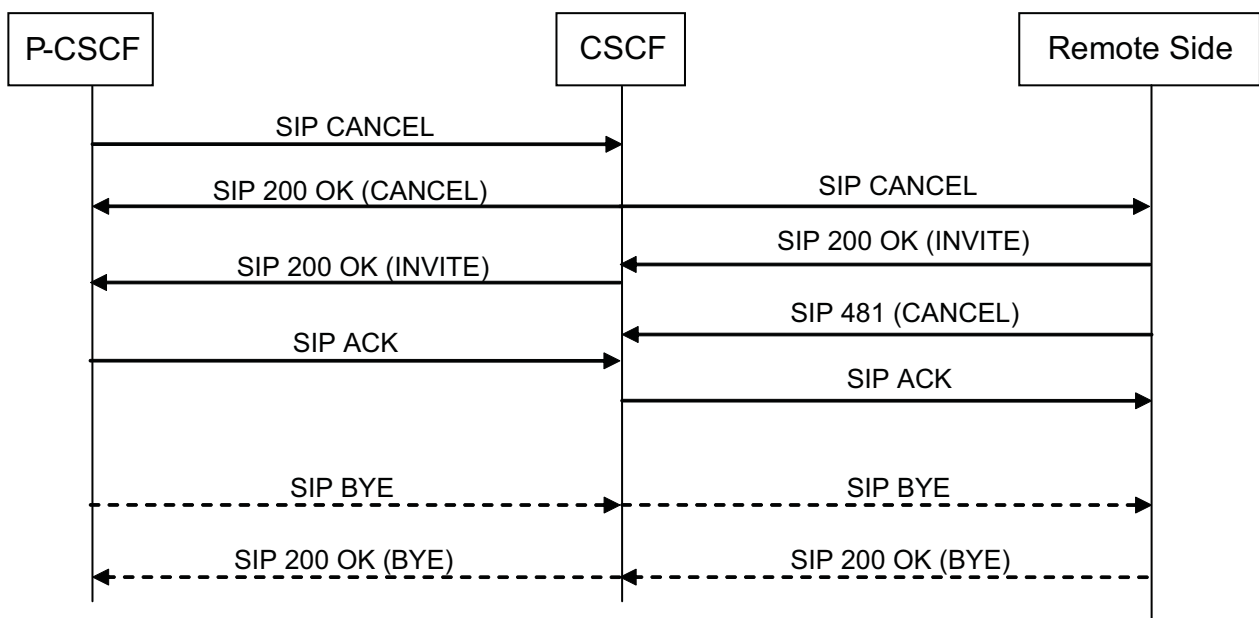 P-CSCF
CSCF
Remote Side
SIP CANCEL
SIP 200 OK (CANCEL)
SIP CANCEL
SIP 200 OK (INVITE)
SIP 200 OK (INVITE)
SIP 481 (CANCEL)
SIP ACK
SIP ACK
SIP BYE
SIP BYE
SIP 200 OK (BYE)
SIP 200 OK (BYE)